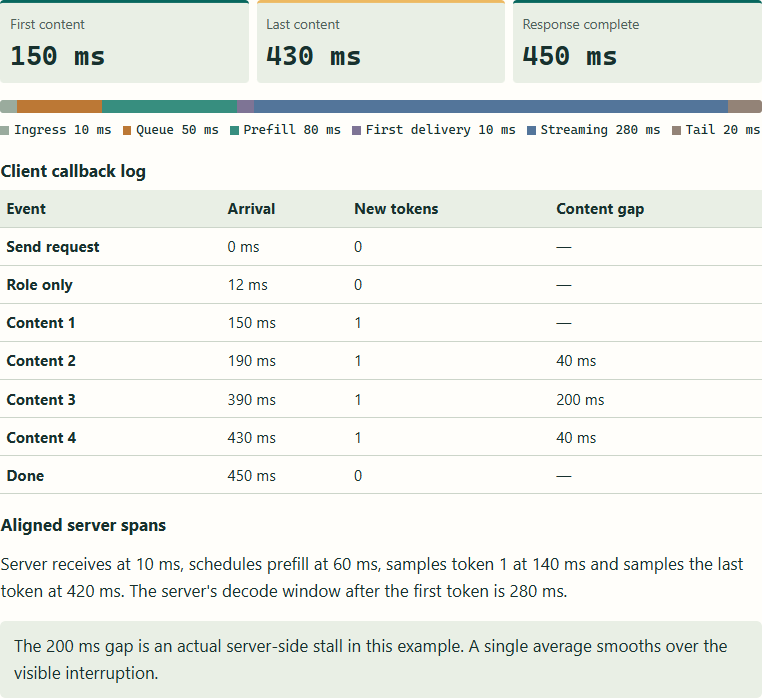 First content
150 ms
Last content
430 ms
Response complete
450 ms
Ingress 10 ms Queue 50 ms Prefill 80 ms First delivery 10 ms Streaming 280 ms Tail 20 ms
Client callback log
Event Arrival New tokens Content gap
Send request 0 ms 0 —
Role only 12 ms 0 —
Content 1 150 ms 1 —
Content 2 190 ms 1 40 ms
Content 3 390 ms 1 200 ms
Content 4 430 ms 1 40 ms
Done 450 ms 0 —
Aligned server spans
Server receives at 10 ms, schedules prefill at 60 ms, samples token 1 at 140 ms and samples the last
token at 420 ms. The server's decode window after the first token is 280 ms.
The 200 ms gap is an actual server-side stall in this example. A single average smooths over the
visible interruption.